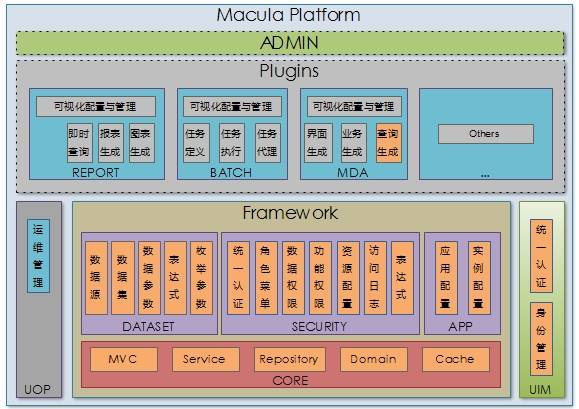 Macula Platform
ADMIN
Plugins
可视化配置与管理
即时查询
报表生成
图表生成
REPORT
可视化配置与管理
任务定义
任务执行
任务代理
BATCH
可视化配置与管理
界面生成
业务生成
查询生成
MDA
Others
...
运维管理
UOP
Framework
数据源
数据集
数据参数
表达式
枚举参数
DATASET
统一认证
角色菜单
数据权限
功能权限
资源配置
访问日志
表达式
SECURITY
应用配置
实例配置
APP
MVC
Service
Repository
Domain
Cache
CORE
统一认证
身份管理
UIM